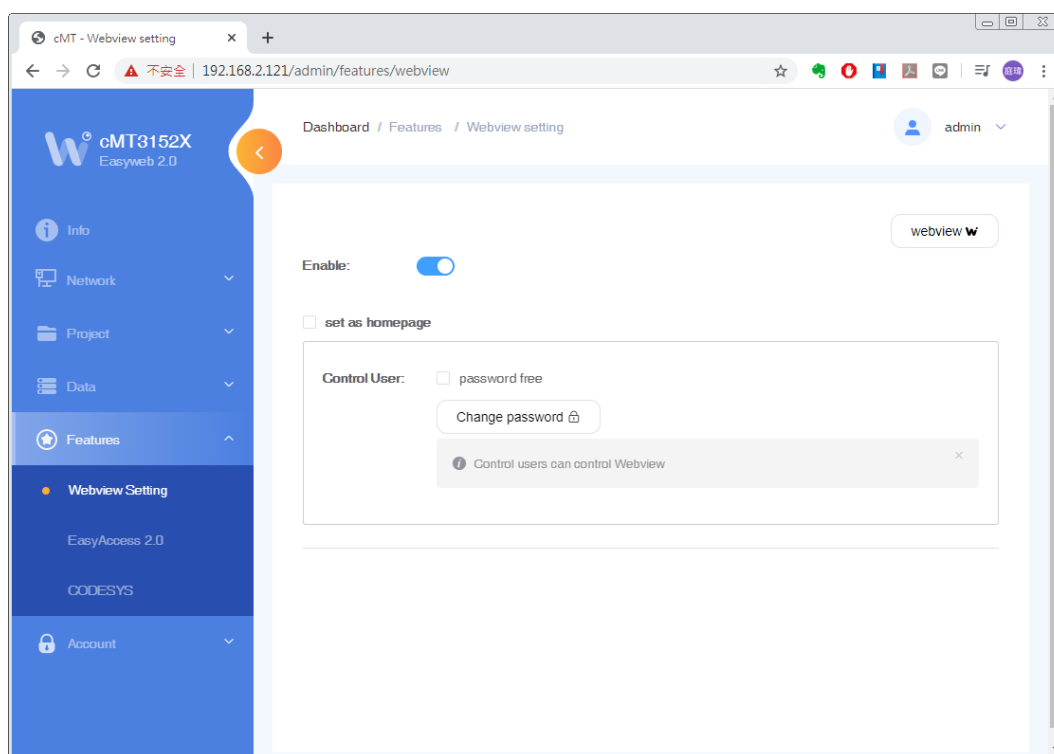 cMT - Webview setting
不安全 | 192.168.2.121/admin/features/webview
庭瑋
cMT3152X
Easyweb 2.0
Dashboard / Features / Webview setting
admin
Info
Network
Project
Data
Features
Webview Setting
EasyAccess 2.0
CODESYS
Account
webview
Enable:
set as homepage
Control User:
password free
Change password
Control users can control Webview